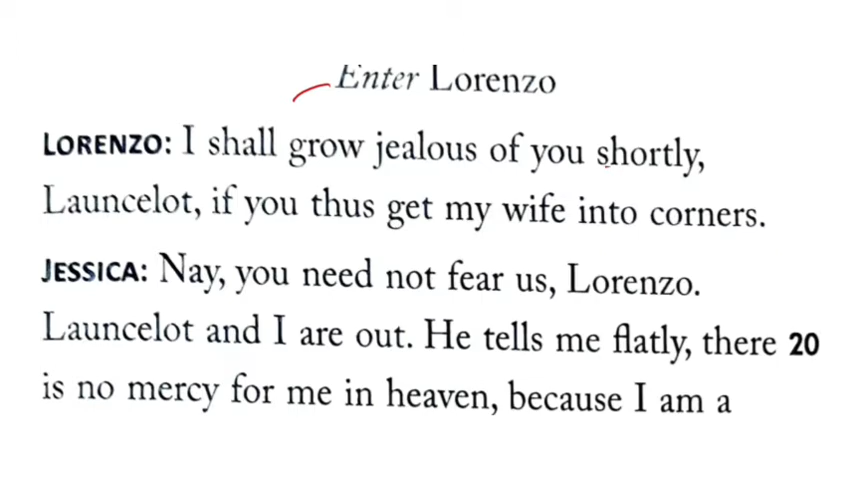 Enter Lorenzo
LORENZO: I shall grow jealous of you shortly,
Launcelot, if you thus get my wife into corners.
JESSICA: Nay, you need not fear us, Lorenzo.
Launcelot and I are out. He tells me flatly, there 20
is no mercy for me in heaven, because I am a